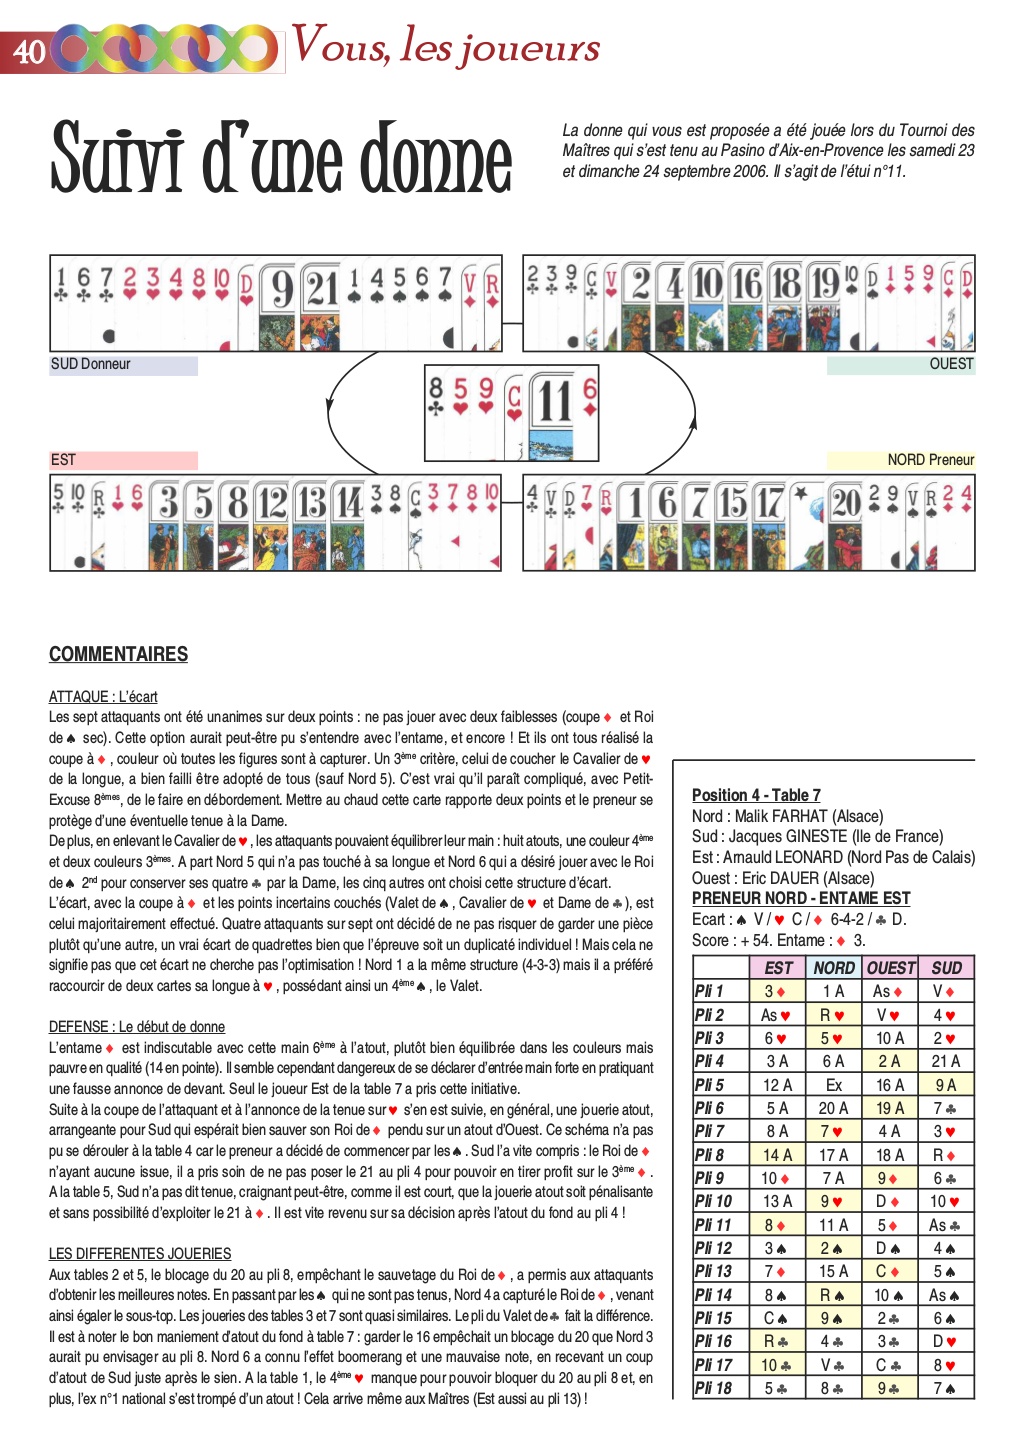 40
Vous, les joueurs
Suivi d'une donne
La donne qui vous est proposée a été jouée lors du Tournoi des
Maîtres qui s'est tenu au Pasino d'Aix-en-Provence les samedi 23
et dimanche 24 septembre 2006. Il s'agit de l'étui n°11.
1♣ 6♣ 7♣ 2♥ 3♥ 4♥ 8♥ 10♥ D♥ 9 21 1♠ 4♠ 5♠ 6♠ 7♠ V♦ R♦
2♣ 3♣ 9♣ C♣ V♥ 2 4 10 16 18 19 10♠ D♠ 1♦ 5♦ 9♦ C♦ D♦
SUD Donneur
OUEST
8♣ 5♥ 9♥ C♥ 11 6♦
EST
NORD Preneur
5♣ 10♣ R♣ 1♥ 6♥ 3 5 8 12 13 14 3♠ 8♠ C♠ 3♦ 7♦ 8♦ 10♦
4♣ V♣ D♣ 7♥ R♥ 1 6 7 15 17 ★ 20 2♠ 9♠ V♠ R♠ 2♦ 4♦
COMMENTAIRES
ATTAQUE : L'écart
Les sept attaquants ont été unanimes sur deux points : ne pas jouer avec deux faiblesses (coupe ♦ et Roi
de ♠ sec). Cette option aurait peut-être pu s'entendre avec l'entame, et encore ! Et ils ont tous réalisé la
coupe à ♦ , couleur où toutes les figures sont à capturer. Un 3ème critère, celui de coucher le Cavalier de ♥
de la longue, a bien failli être adopté de tous (sauf Nord 5). C'est vrai qu'il paraît compliqué, avec Petit-
Excuse 8èmes, de le faire en débordement. Mettre au chaud cette carte rapporte deux points et le preneur se
protège d'une éventuelle tenue à la Dame.
De plus, en enlevant le Cavalier de ♥ , les attaquants pouvaient équilibrer leur main : huit atouts, une couleur 4ème
et deux couleurs 3èmes. A part Nord 5 qui n'a pas touché à sa longue et Nord 6 qui a désiré jouer avec le Roi
de ♠ 2nd pour conserver ses quatre ♣ par la Dame, les cinq autres ont choisi cette structure d'écart.
L'écart, avec la coupe à ♦ et les points incertains couchés (Valet de ♠ , Cavalier de ♥ et Dame de ♣ ), est
celui majoritairement effectué. Quatre attaquants sur sept ont décidé de ne pas risquer de garder une pièce
plutôt qu'une autre, un vrai écart de quadrettes bien que l'épreuve soit un duplicaté individuel ! Mais cela ne
signifie pas que cet écart ne cherche pas l'optimisation ! Nord 1 a la même structure (4-3-3) mais il a préféré
raccourcir de deux cartes sa longue à ♥ , possédant ainsi un 4ème ♠ , le Valet.
DEFENSE : Le début de donne
L'entame ♦ est indiscutable avec cette main 6ème à l'atout, plutôt bien équilibrée dans les couleurs mais
pauvre en qualité (14 en pointe). Il semble cependant dangereux de se déclarer d'entrée main forte en pratiquant
une fausse annonce de devant. Seul le joueur Est de la table 7 a pris cette initiative.
Suite à la coupe de l'attaquant et à l'annonce de la tenue sur ♥ s'en est suivie, en général, une jouerie atout,
arrangeante pour Sud qui espérait bien sauver son Roi de ♦ pendu sur un atout d'Ouest. Ce schéma n'a pas
pu se dérouler à la table 4 car le preneur a décidé de commencer par les ♠ . Sud l'a vite compris : le Roi de ♦
n'ayant aucune issue, il a pris soin de ne pas poser le 21 au pli 4 pour pouvoir en tirer profit sur le 3ème ♦ .
A la table 5, Sud n'a pas dit tenue, craignant peut-être, comme il est court, que la jouerie atout soit pénalisante
et sans possibilité d'exploiter le 21 à ♦ . Il est vite revenu sur sa décision après l'atout du fond au pli 4 !
LES DIFFERENTES JOUERIES
Aux tables 2 et 5, le blocage du 20 au pli 8, empêchant le sauvetage du Roi de ♦ , a permis aux attaquants
d'obtenir les meilleures notes. En passant par les ♠ qui ne sont pas tenus, Nord 4 a capturé le Roi de ♦ , venant
ainsi égaler le sous-top. Les joueries des tables 3 et 7 sont quasi similaires. Le pli du Valet de ♣ fait la différence.
Il est à noter le bon maniement d'atout du fond à table 7 : garder le 16 empêchait un blocage du 20 que Nord 3
aurait pu envisager au pli 8. Nord 6 a connu l'effet boomerang et une mauvaise note, en recevant un coup
d'atout de Sud juste après le sien. A la table 1, le 4ème ♥ manque pour pouvoir bloquer du 20 au pli 8 et, en
plus, l'ex n°1 national s'est trompé d'un atout ! Cela arrive même aux Maîtres (Est aussi au pli 13) !
Position 4 - Table 7
Nord : Malik FARHAT (Alsace)
Sud : Jacques GINESTE (Ile de France)
Est : Arnauld LEONARD (Nord Pas de Calais)
Ouest : Eric DAUER (Alsace)
PRENEUR NORD - ENTAME EST
Ecart : ♠ V / ♥ C / ♦ 6-4-2 / ♣ D.
Score : + 54. Entame : ♦ 3.
EST NORD OUEST SUD
Pli 1 3 ♦ 1 A As ♦ V ♦
Pli 2 As ♥ R ♥ V ♥ 4 ♥
Pli 3 6 ♥ 5 ♥ 10 A 2 ♥
Pli 4 3 A 6 A 2 A 21 A
Pli 5 12 A Ex 16 A 9 A
Pli 6 5 A 20 A 19 A 7 ♣
Pli 7 8 A 7 ♥ 4 A 3 ♥
Pli 8 14 A 17 A 18 A R ♦
Pli 9 10 ♦ 7 A 9 ♦ 6 ♣
Pli 10 13 A 9 ♥ D ♦ 10 ♥
Pli 11 8 ♦ 11 A 5 ♦ As ♣
Pli 12 3 ♠ 2 ♠ D ♠ 4 ♠
Pli 13 7 ♦ 15 A C ♦ 5 ♠
Pli 14 8 ♠ R ♠ 10 ♠ As ♠
Pli 15 C ♠ 9 ♠ 2 ♣ 6 ♠
Pli 16 R ♣ 4 ♣ 3 ♣ D ♥
Pli 17 10 ♣ V ♣ C ♣ 8 ♥
Pli 18 5 ♣ 8 ♣ 9 ♣ 7 ♠